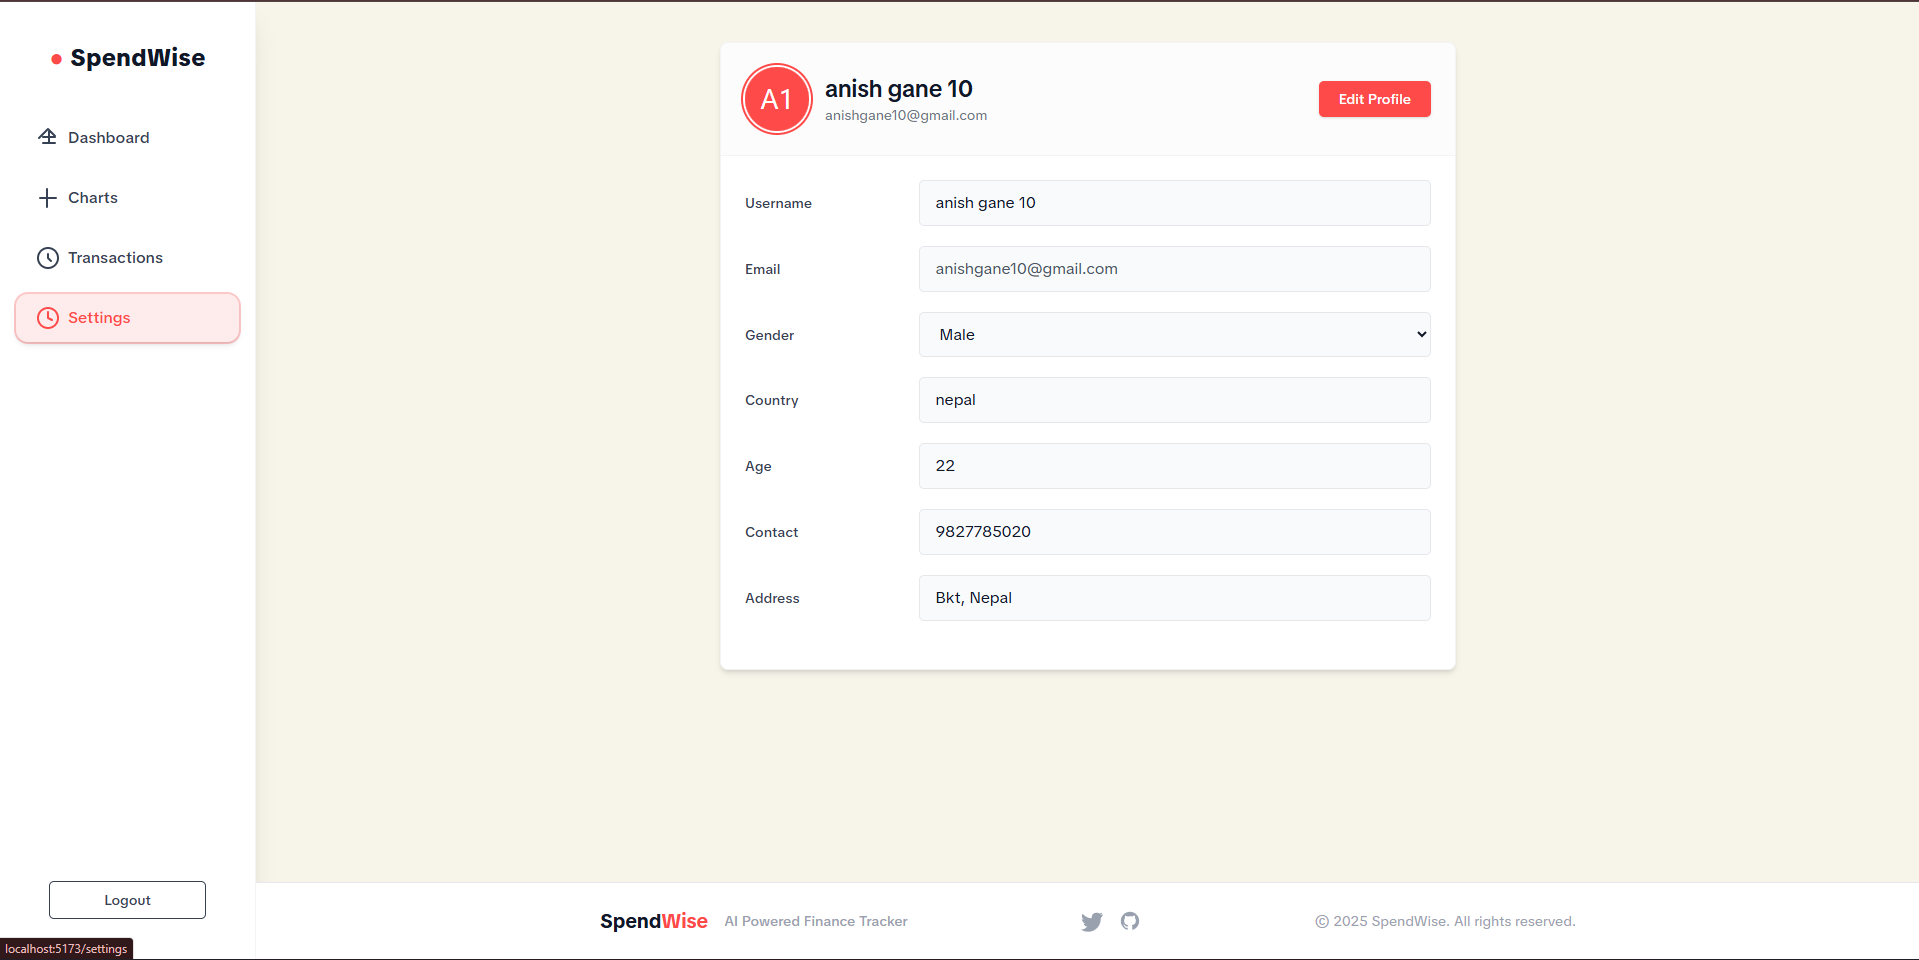 SpendWise
Dashboard
Charts
Transactions
Settings
Logout
localhost:5173/settings
A1
anish gane 10
anishgane10@gmail.com
Edit Profile
Username
anish gane 10
Email
anishgane10@gmail.com
Gender
Male
Country
nepal
Age
22
Contact
9827785020
Address
Bkt, Nepal
SpendWise AI Powered Finance Tracker
© 2025 SpendWise. All rights reserved.